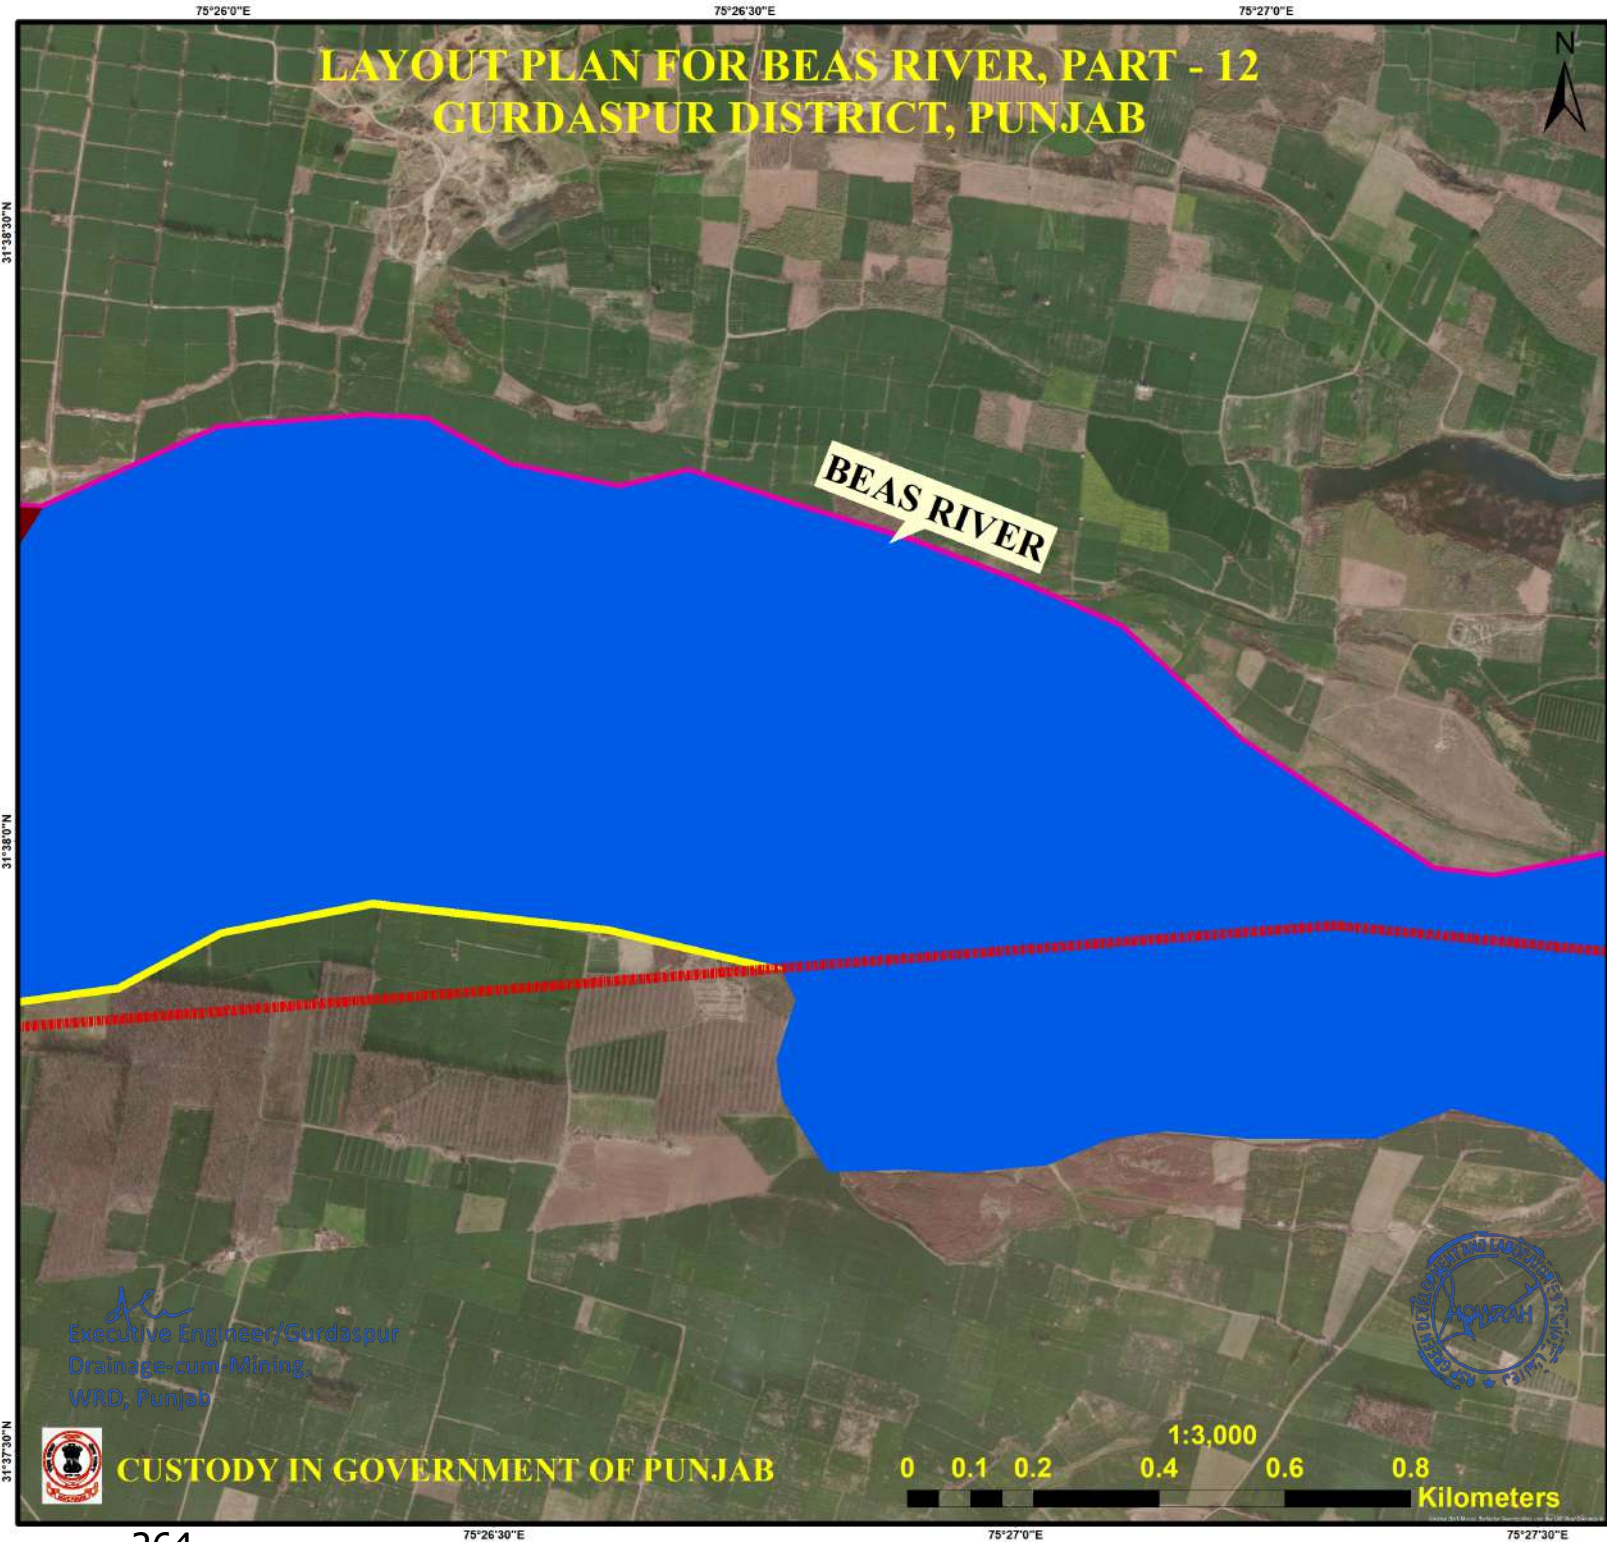 75°26'0"E
75°26'30"E
75°27'0"E
LAYOUT PLAN FOR BEAS RIVER, PART - 12
GURDASPUR DISTRICT, PUNJAB
N
31°38'30"N
BEAS RIVER
31°38'0"N
HOWRAH
Executive Engineer/Gurdaspur
Drainage-cum-Mining,
WRD, Punjab
31°37'30"N
1:3,000
CUSTODY IN GOVERNMENT OF PUNJAB
0 0.1 0.2 0.4 0.6 0.8
Kilometers
75°26'30"E
75°27'0"E
75°27'30"E